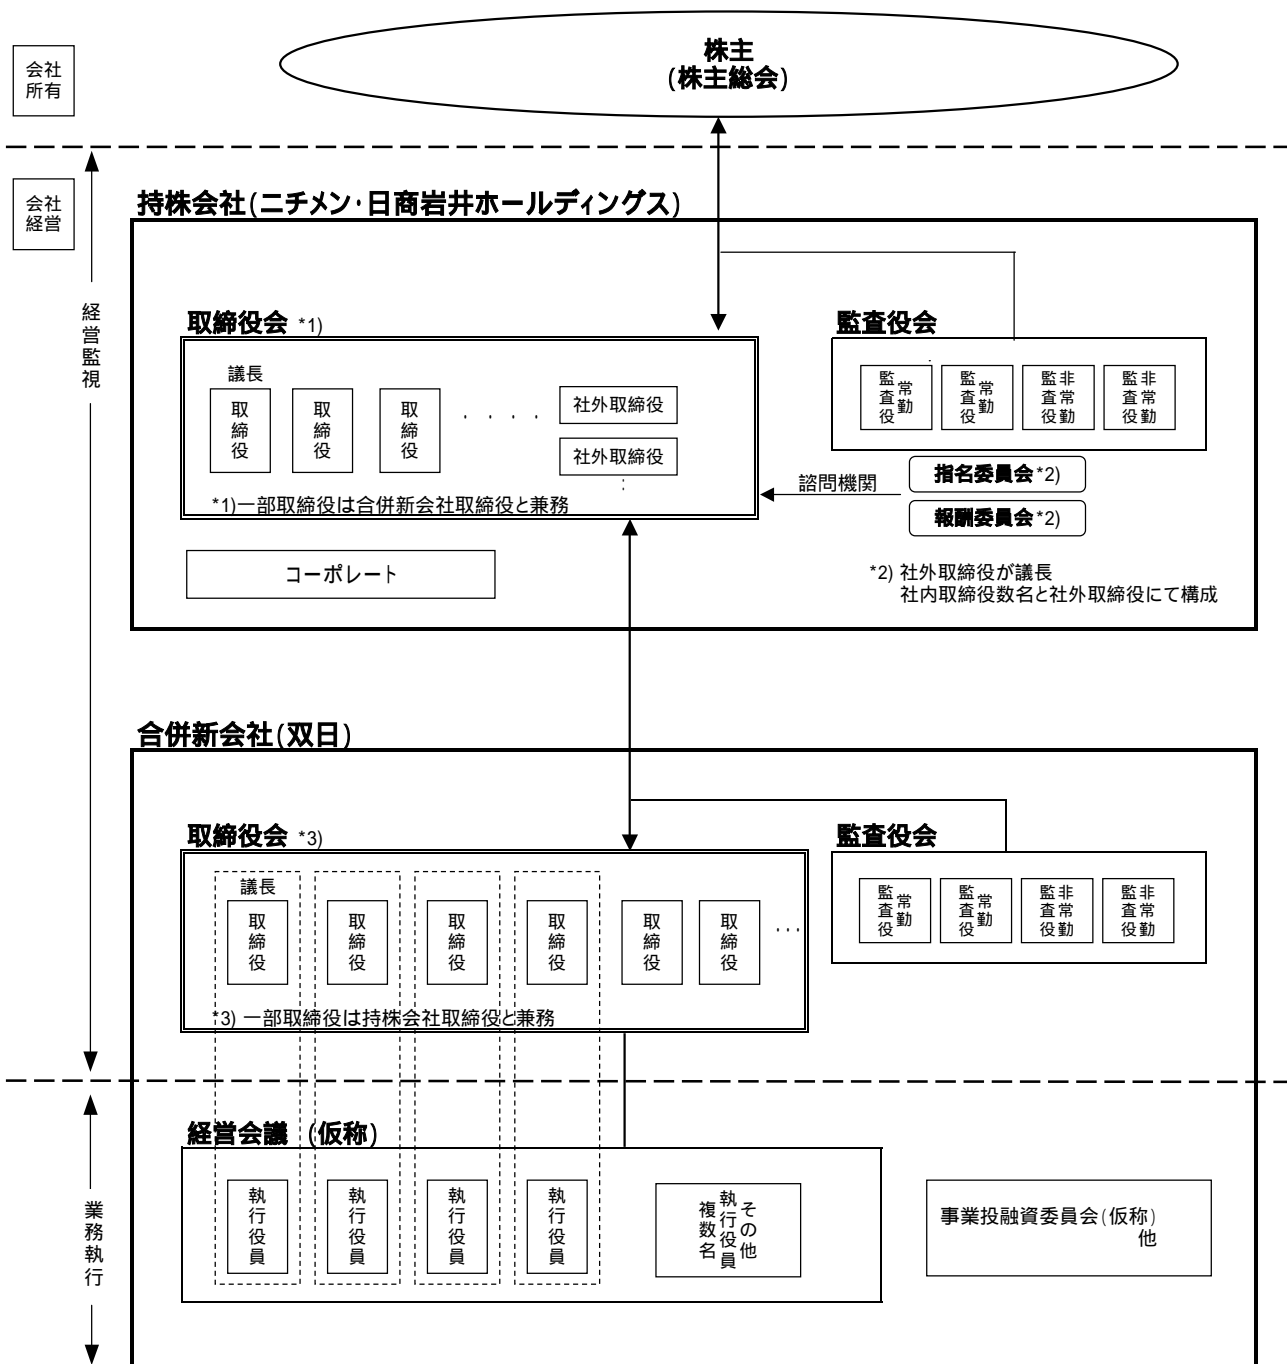 株主
(株主総会)
会社
所有
会社
経営
持株会社(ニチメン・日商岩井ホールディングス)
経営監視
取締役会 *1)
監査役会
議長
取締役
取締役
取締役
・・・・
社外取締役
社外取締役
:
*1)一部取締役は合併新会社取締役と兼務
常勤
監査役
常勤
監査役
非常勤
監査役
非常勤
監査役
諮問機関
指名委員会*2)
報酬委員会*2)
コーポレート
*2) 社外取締役が議長
社内取締役数名と社外取締役にて構成
合併新会社(双日)
取締役会 *3)
監査役会
議長
取締役
取締役
取締役
取締役
取締役
取締役
・・・
*3) 一部取締役は持株会社取締役と兼務
常勤
監査役
常勤
監査役
非常勤
監査役
非常勤
監査役
業務執行
経営会議 (仮称)
執行役員
執行役員
執行役員
執行役員
その他
執行役員
複数名
事業投融資委員会(仮称)
他